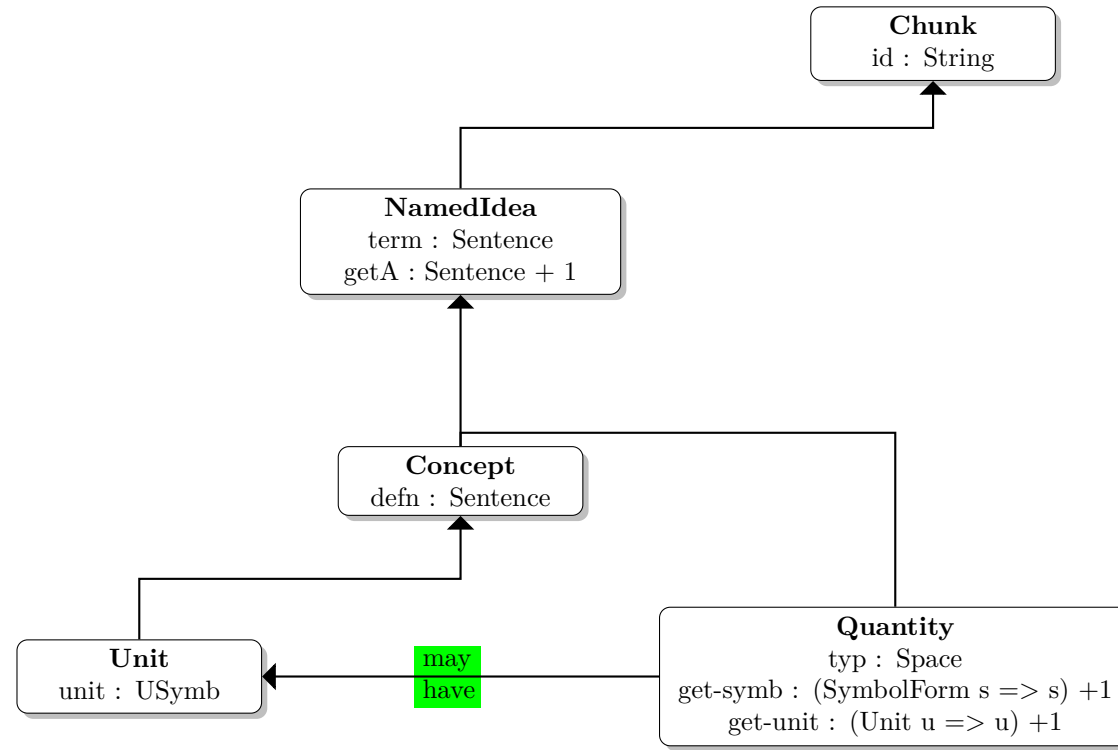 Chunk
id : String
NamedIdea
term : Sentence
getA : Sentence + 1
Concept
defn : Sentence
Unit
unit : USymb
may
have
Quantity
typ : Space
get-symb : (SymbolForm s => s) +1
get-unit : (Unit u => u) +1